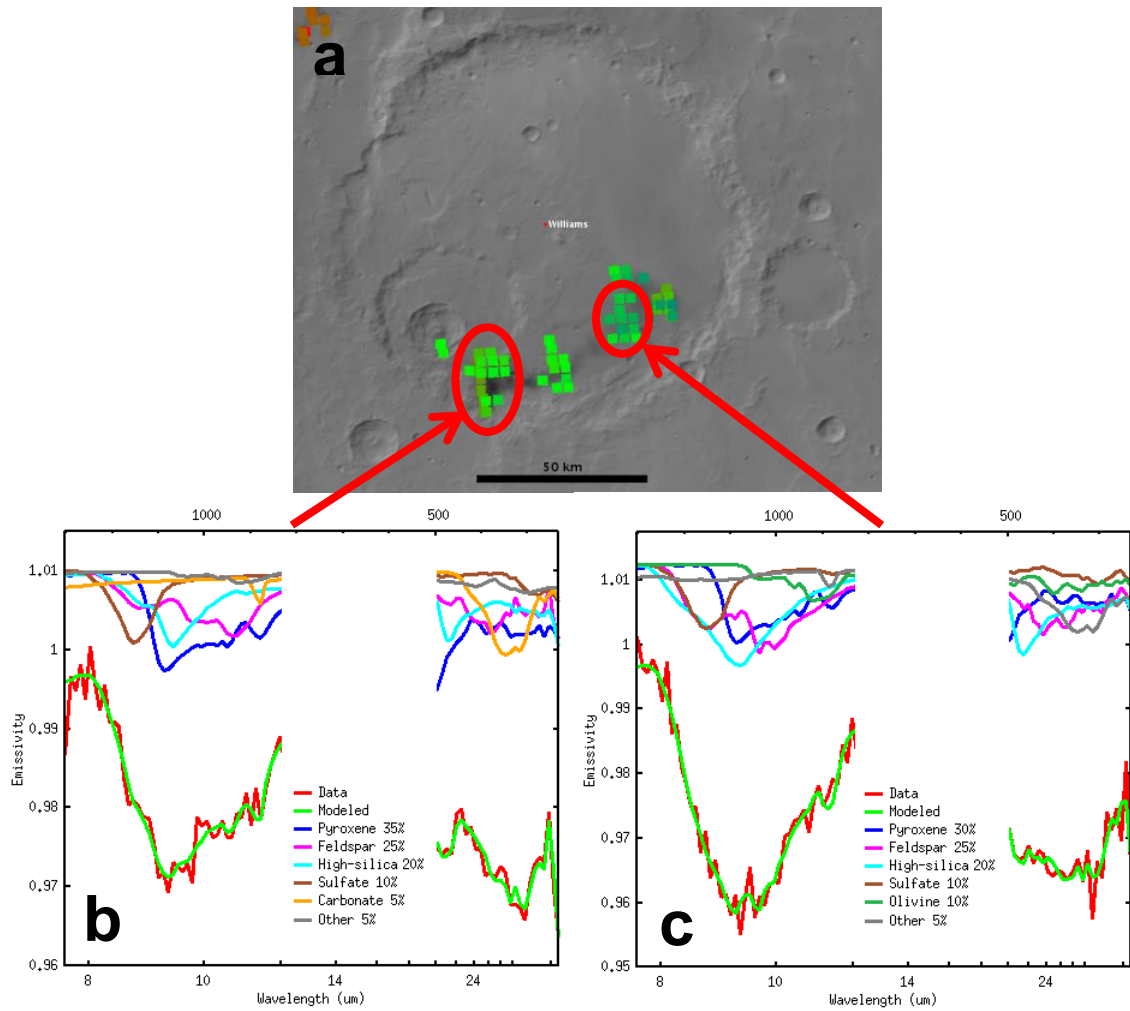 a
Williams
50 km
1000
500
1.01
1
0.99
0.98
0.97
0.96
Emissivity
Data
Modeled
Pyroxene 35%
Feldspar 25%
High-silica 20%
Sulfate 10%
Carbonate 5%
Other 5%
b
8
10
14
24
Wavelength (um)
1000
500
1.01
1
0.99
0.98
0.97
0.96
0.95
Emissivity
Data
Modeled
Pyroxene 30%
Feldspar 25%
High-silica 20%
Sulfate 10%
Olivine 10%
Other 5%
c
8
10
14
24
Wavelength (um)